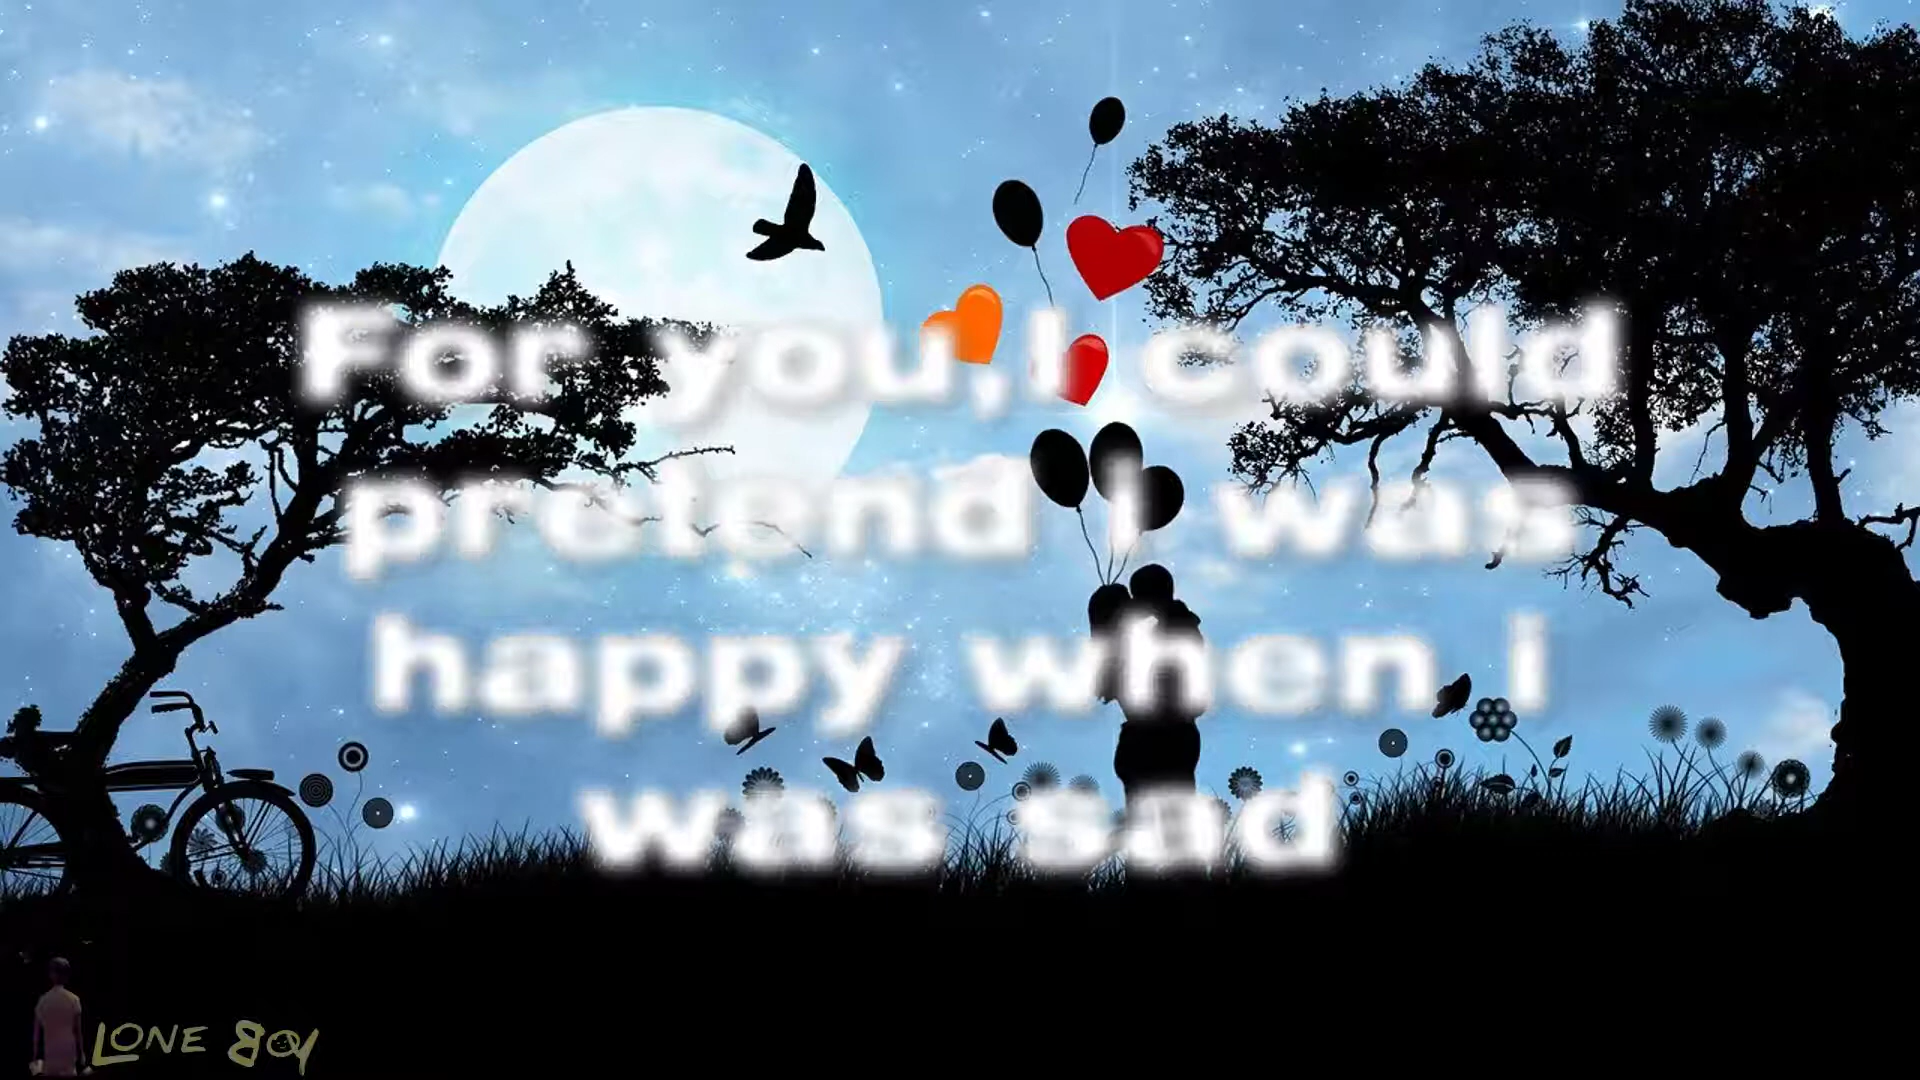 For you,I could
pretend I was
happy when i
was sad
LONE BOY